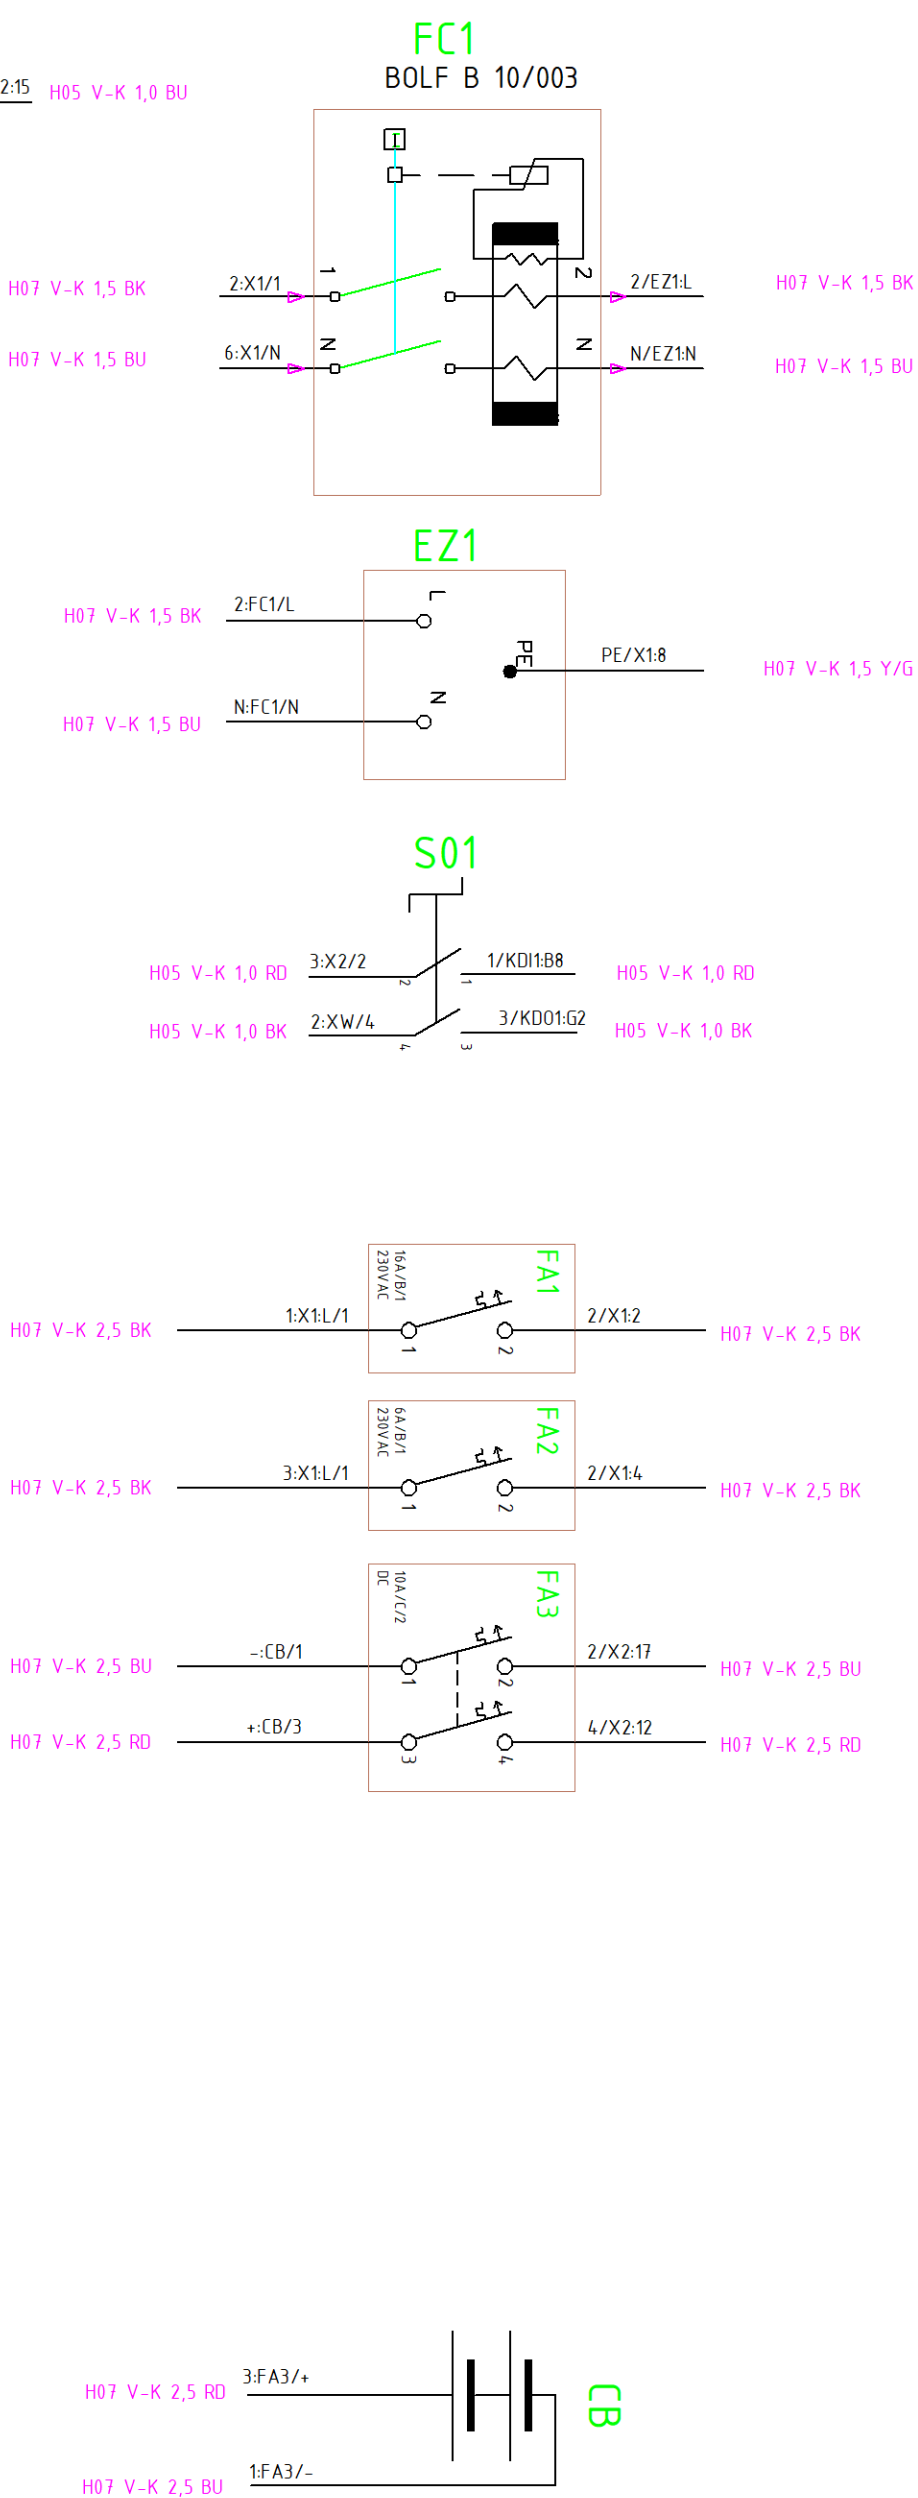 FC1
BOLF B 10/003
2:15 H05 V-K 1,0 BU
I
1 2
H07 V-K 1,5 BK 2:X1/1 2/EZ1:L H07 V-K 1,5 BK
N N
H07 V-K 1,5 BU 6:X1/N N/EZ1:N H07 V-K 1,5 BU
EZ1
L
H07 V-K 1,5 BK 2:FC1/L
PE PE/X1:8 H07 V-K 1,5 Y/G
N
H07 V-K 1,5 BU N:FC1/N
S01
H05 V-K 1,0 RD 3:X2/2 1/KDI1:B8 H05 V-K 1,0 RD
2 1
H05 V-K 1,0 BK 2:XW/4 3/KDO1:G2 H05 V-K 1,0 BK
4 3
16A/B/1
230VAC
FA1
H07 V-K 2,5 BK 1:X1:L/1 2/X1:2 H07 V-K 2,5 BK
1 2
6A/B/1
230VAC
FA2
H07 V-K 2,5 BK 3:X1:L/1 2/X1:4 H07 V-K 2,5 BK
1 2
10A/C/2
DC
FA3
H07 V-K 2,5 BU -:CB/1 2/X2:17 H07 V-K 2,5 BU
1 2
H07 V-K 2,5 RD +:CB/3 4/X2:12 H07 V-K 2,5 RD
3 4
H07 V-K 2,5 RD 3:FA3/+
CB
H07 V-K 2,5 BU 1:FA3/-